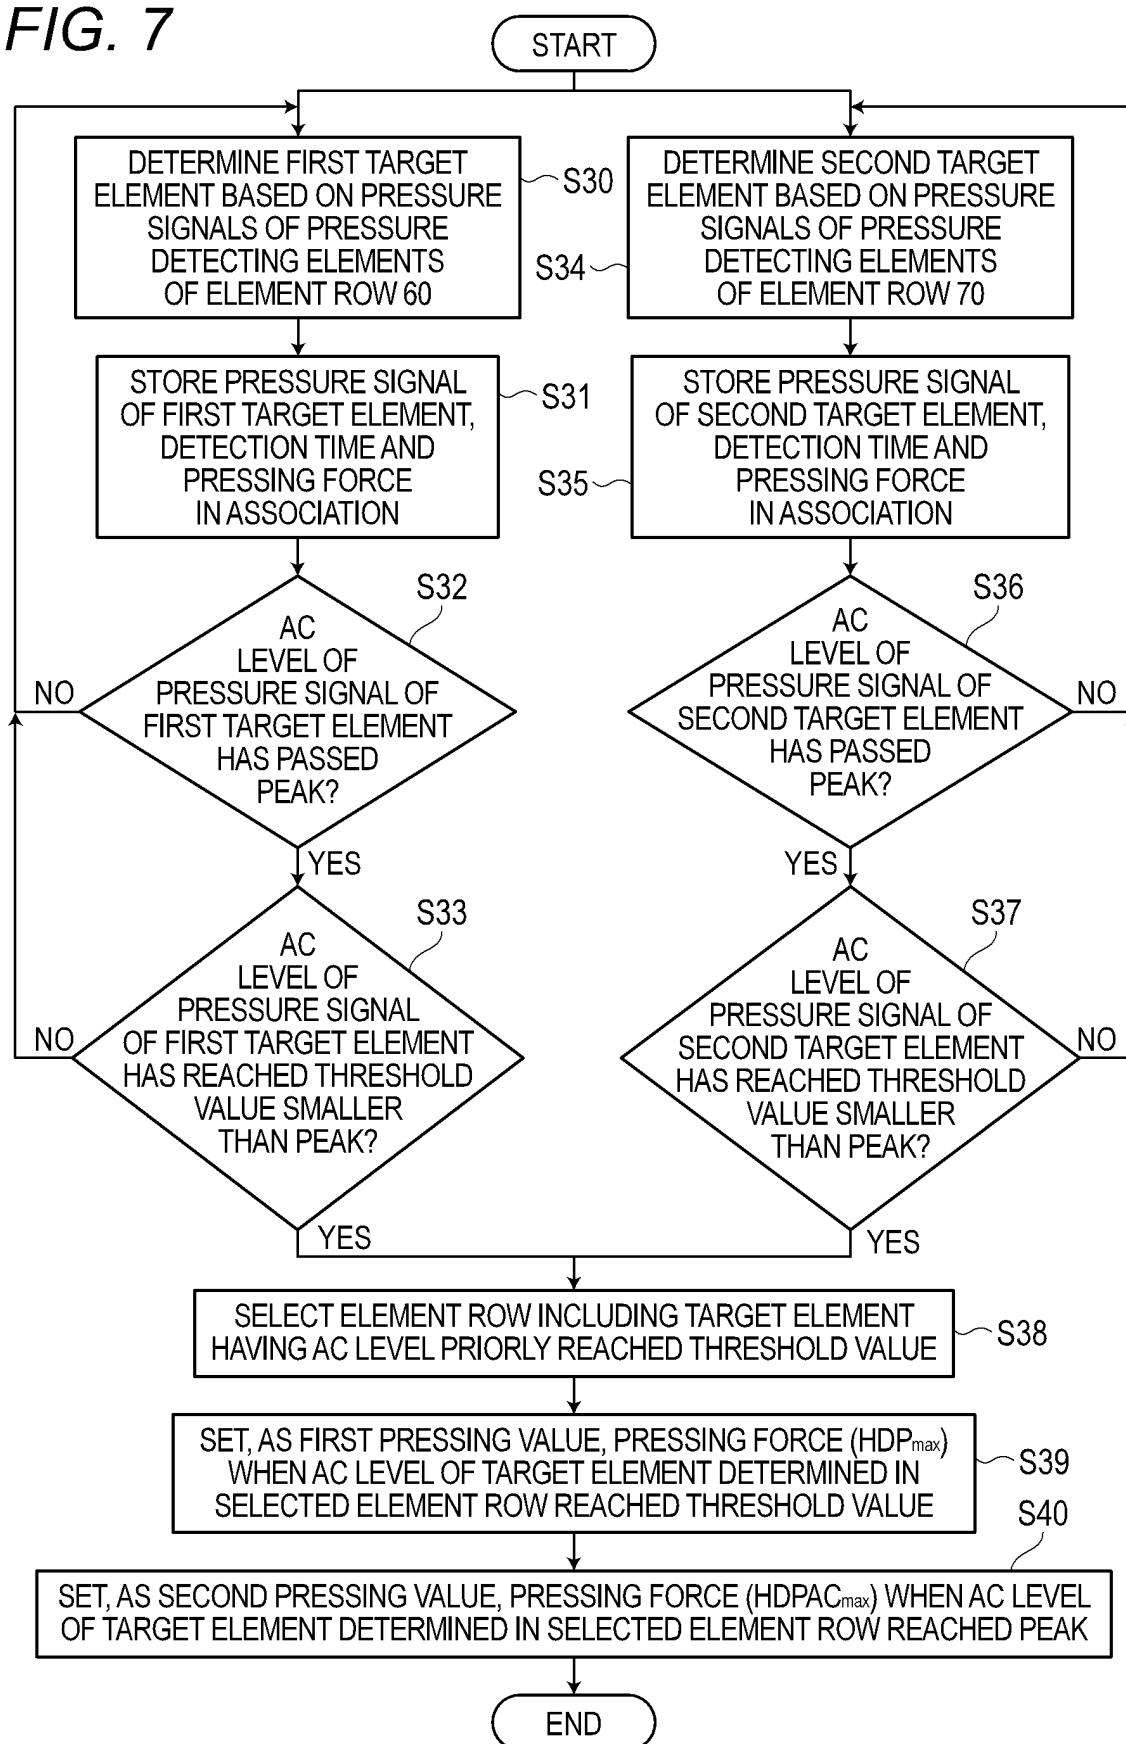 FIG. 7
START
DETERMINE FIRST TARGET
ELEMENT BASED ON PRESSURE
SIGNALS OF PRESSURE
DETECTING ELEMENTS
OF ELEMENT ROW 60
S30
DETERMINE SECOND TARGET
ELEMENT BASED ON PRESSURE
SIGNALS OF PRESSURE
DETECTING ELEMENTS
OF ELEMENT ROW 70
S34
STORE PRESSURE SIGNAL
OF FIRST TARGET ELEMENT,
DETECTION TIME AND
PRESSING FORCE
IN ASSOCIATION
S31
STORE PRESSURE SIGNAL
OF SECOND TARGET ELEMENT,
DETECTION TIME AND
PRESSING FORCE
IN ASSOCIATION
S35
S32
AC
LEVEL OF
PRESSURE SIGNAL OF
FIRST TARGET ELEMENT
HAS PASSED
PEAK?
NO
YES
S36
AC
LEVEL OF
PRESSURE SIGNAL OF
SECOND TARGET ELEMENT
HAS PASSED
PEAK?
NO
YES
S33
AC
LEVEL OF
PRESSURE SIGNAL
OF FIRST TARGET ELEMENT
HAS REACHED THRESHOLD
VALUE SMALLER
THAN PEAK?
NO
YES
S37
AC
LEVEL OF
PRESSURE SIGNAL OF
SECOND TARGET ELEMENT
HAS REACHED THRESHOLD
VALUE SMALLER
THAN PEAK?
NO
YES
SELECT ELEMENT ROW INCLUDING TARGET ELEMENT
HAVING AC LEVEL PRIORLY REACHED THRESHOLD VALUE
S38
SET, AS FIRST PRESSING VALUE, PRESSING FORCE (HDPmax)
WHEN AC LEVEL OF TARGET ELEMENT DETERMINED IN
SELECTED ELEMENT ROW REACHED THRESHOLD VALUE
S39
S40
SET, AS SECOND PRESSING VALUE, PRESSING FORCE (HDPACmax) WHEN AC LEVEL
OF TARGET ELEMENT DETERMINED IN SELECTED ELEMENT ROW REACHED PEAK
END